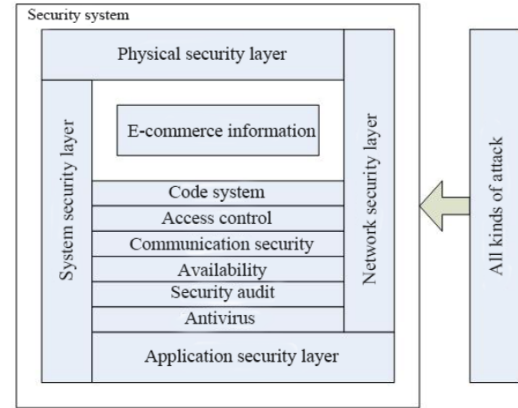 Security system
Physical security layer
System security layer
E-commerce information
Network security layer
All kinds of attack
Code system
Access control
Communication security
Availability
Security audit
Antivirus
Application security layer